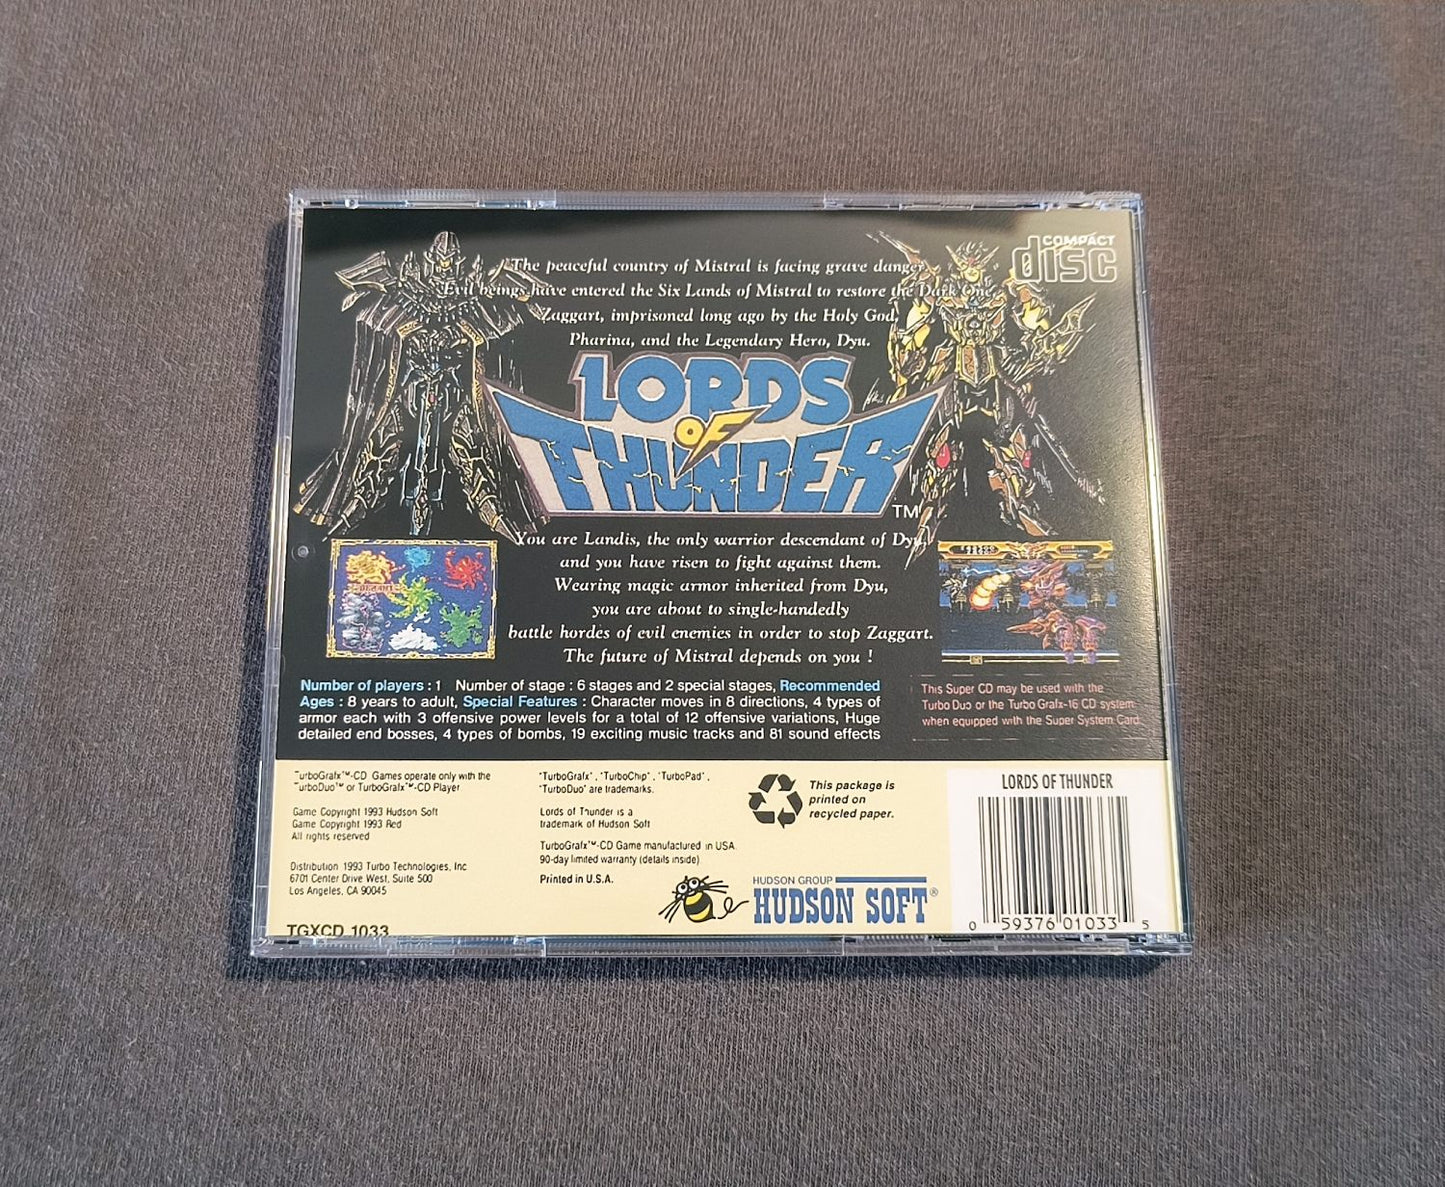 COMPACT
disc
The peaceful country of Mistral is facing grave danger
Evil beings have entered the Six Lands of Mistral to restore the Dark One,
Zaggart, imprisoned long ago by the Holy God,
Pharina, and the Legendary Hero, Dyu.
LORDS
OF
THUNDER
TM
You are Landis, the only warrior descendant of Dyu,
and you have risen to fight against them.
Wearing magic armor inherited from Dyu,
you are about to single-handedly
battle hordes of evil enemies in order to stop Zaggart.
The future of Mistral depends on you !
Number of players : 1 Number of stage : 6 stages and 2 special stages, Recommended
Ages : 8 years to adult, Special Features : Character moves in 8 directions, 4 types of
armor each with 3 offensive power levels for a total of 12 offensive variations, Huge
detailed end bosses, 4 types of bombs, 19 exciting music tracks and 81 sound effects
This Super CD may be used with the
Turbo Duo or the Turbo Grafx-16 CD system
when equipped with the Super System Card.
TurboGrafx™-CD Games operate only with the
TurboDuo™ or TurboGrafx™-CD Player
Game Copyright 1993 Hudson Soft
Game Copyright 1993 Red
All rights reserved
Distribution 1993 Turbo Technologies, Inc
6701 Center Drive West, Suite 500
Los Angeles, CA 90045
TGXCD 1033
"TurboGrafx", "TurboChip", "TurboPad",
"TurboDuo" are trademarks.
Lords of Thunder is a
trademark of Hudson Soft
TurboGrafx™-CD Game manufactured in USA.
90-day limited warranty (details inside)
Printed in U.S.A.
This package is
printed on
recycled paper.
HUDSON GROUP
HUDSON SOFT®
LORDS OF THUNDER
0 59376 01033 5